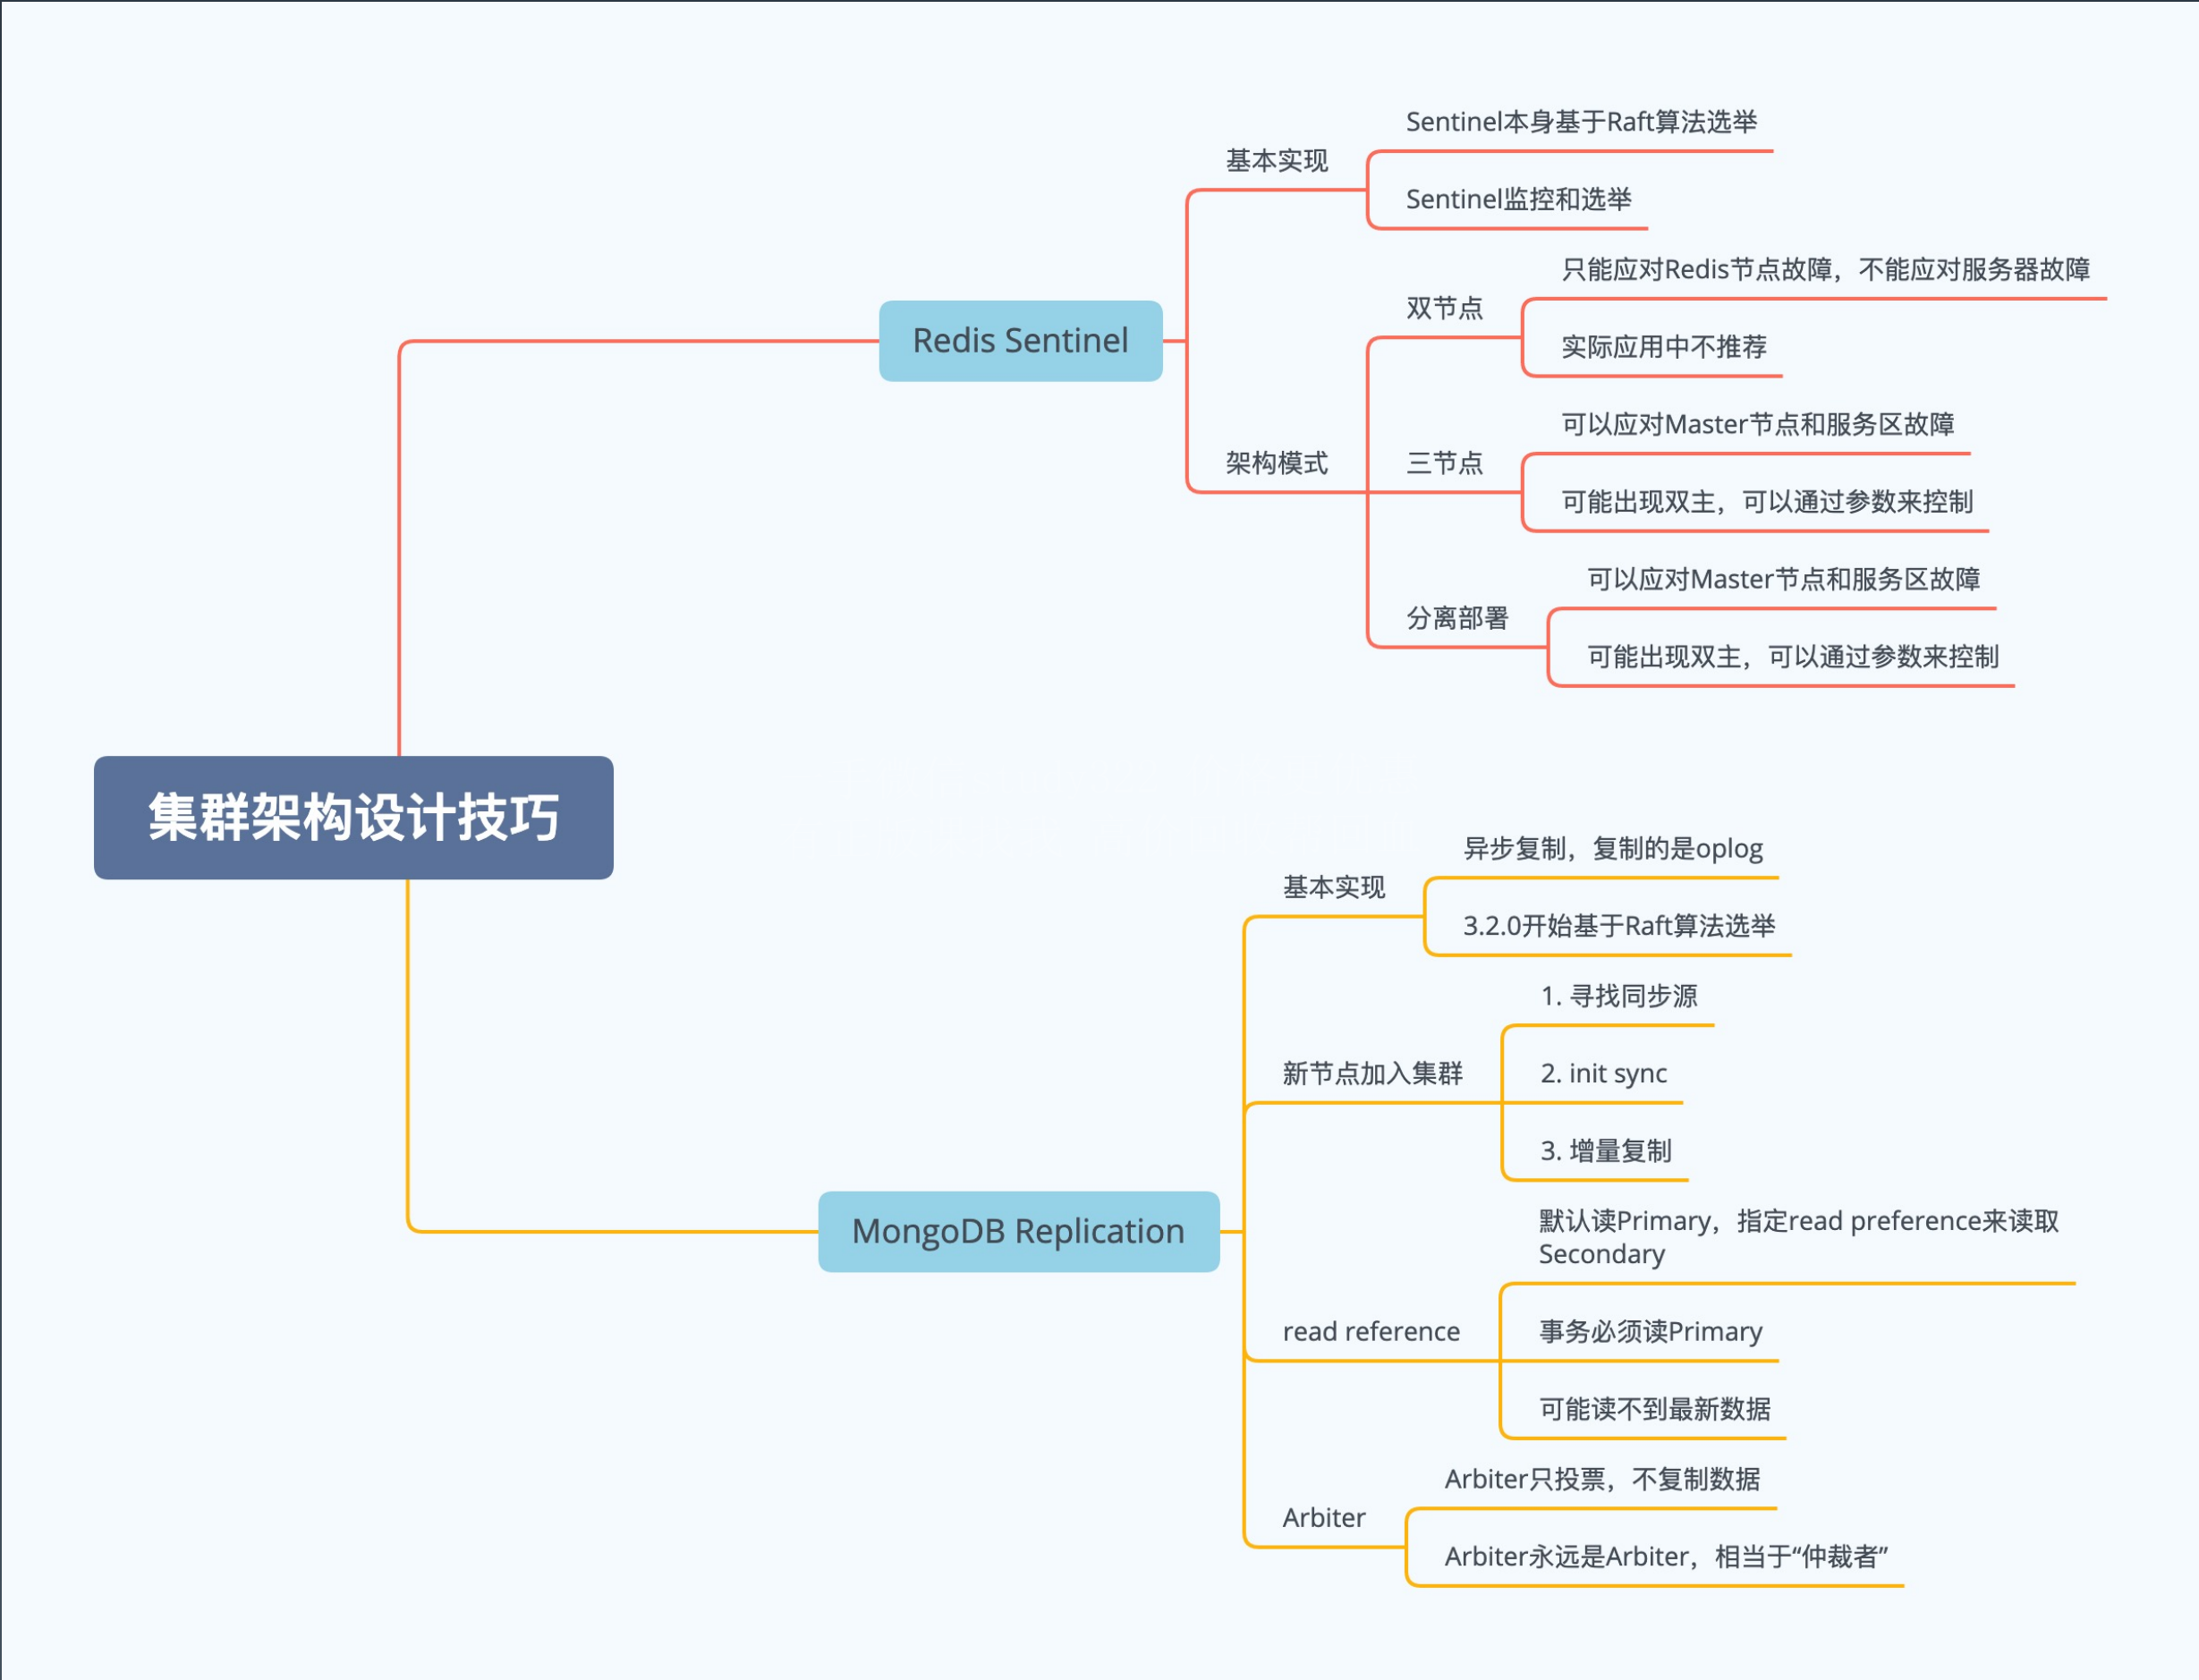 集群架构设计技巧
Redis Sentinel
基本实现
Sentinel本身基于Raft算法选举
Sentinel监控和选举
架构模式
双节点
只能应对Redis节点故障，不能应对服务器故障
实际应用中不推荐
三节点
可以应对Master节点和服务区故障
可能出现双主，可以通过参数来控制
分离部署
可以应对Master节点和服务区故障
可能出现双主，可以通过参数来控制
MongoDB Replication
基本实现
异步复制，复制的是oplog
3.2.0开始基于Raft算法选举
新节点加入集群
1. 寻找同步源
2. init sync
3. 增量复制
read reference
默认读Primary，指定read preference来读取
Secondary
事务必须读Primary
可能读不到最新数据
Arbiter
Arbiter只投票，不复制数据
Arbiter永远是Arbiter，相当于“仲裁者”